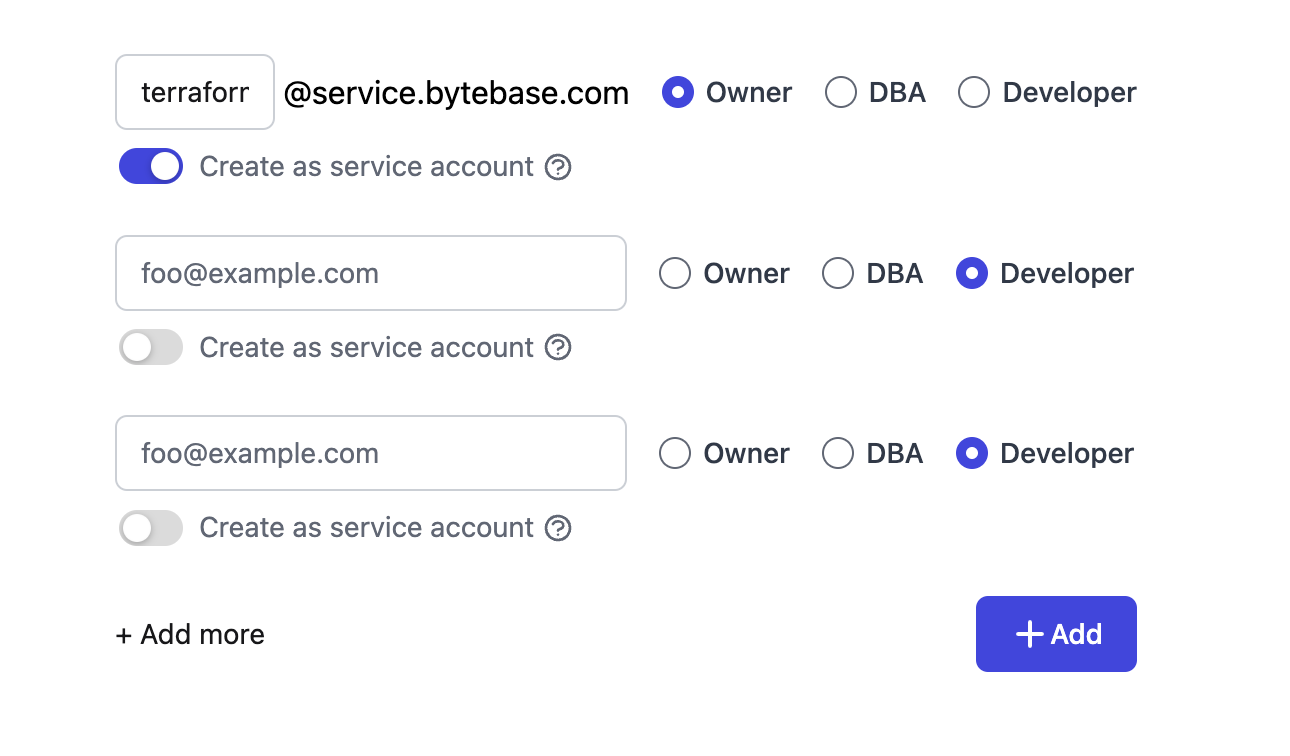 terraforr @service.bytebase.com Owner DBA Developer
Create as service account
foo@example.com Owner DBA Developer
Create as service account
foo@example.com Owner DBA Developer
Create as service account
+ Add more + Add